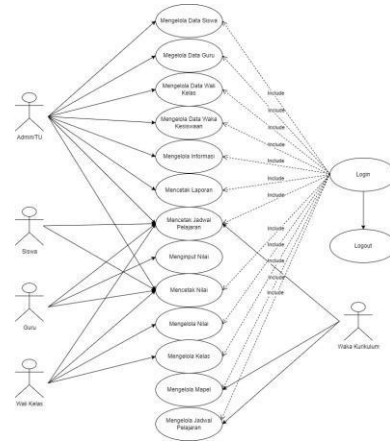 Mengelola Data Siswa
Megelola Data Guru
Mengelola Data Wali
Kelas
Mengelola Data Waka
Kesiswaan
Mengelola Informasi
Mencetak Laporan
Mencetak Jadwal
Pelajaran
Menginput Nilai
Mencetak Nilai
Mengelola Nilai
Mengelola Kelas
Mengelola Mapel
Mengelola Jadwal
Pelajaran
Admin/TU
Siswa
Guru
Wali Kelas
Include
Include
Include
Include
Include
Include
Include
Include
Include
Include
Include
Include
Login
Logout
Waka Kurikulum